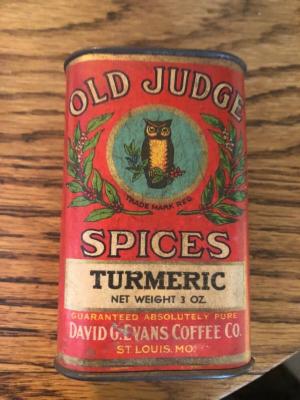 OLD JUDGE
TRADE MARK REG.
SPICES
TURMERIC
NET WEIGHT 3 OZ.
GUARANTEED ABSOLUTELY PURE
DAVID G. EVANS COFFEE CO.
ST LOUIS. MO.